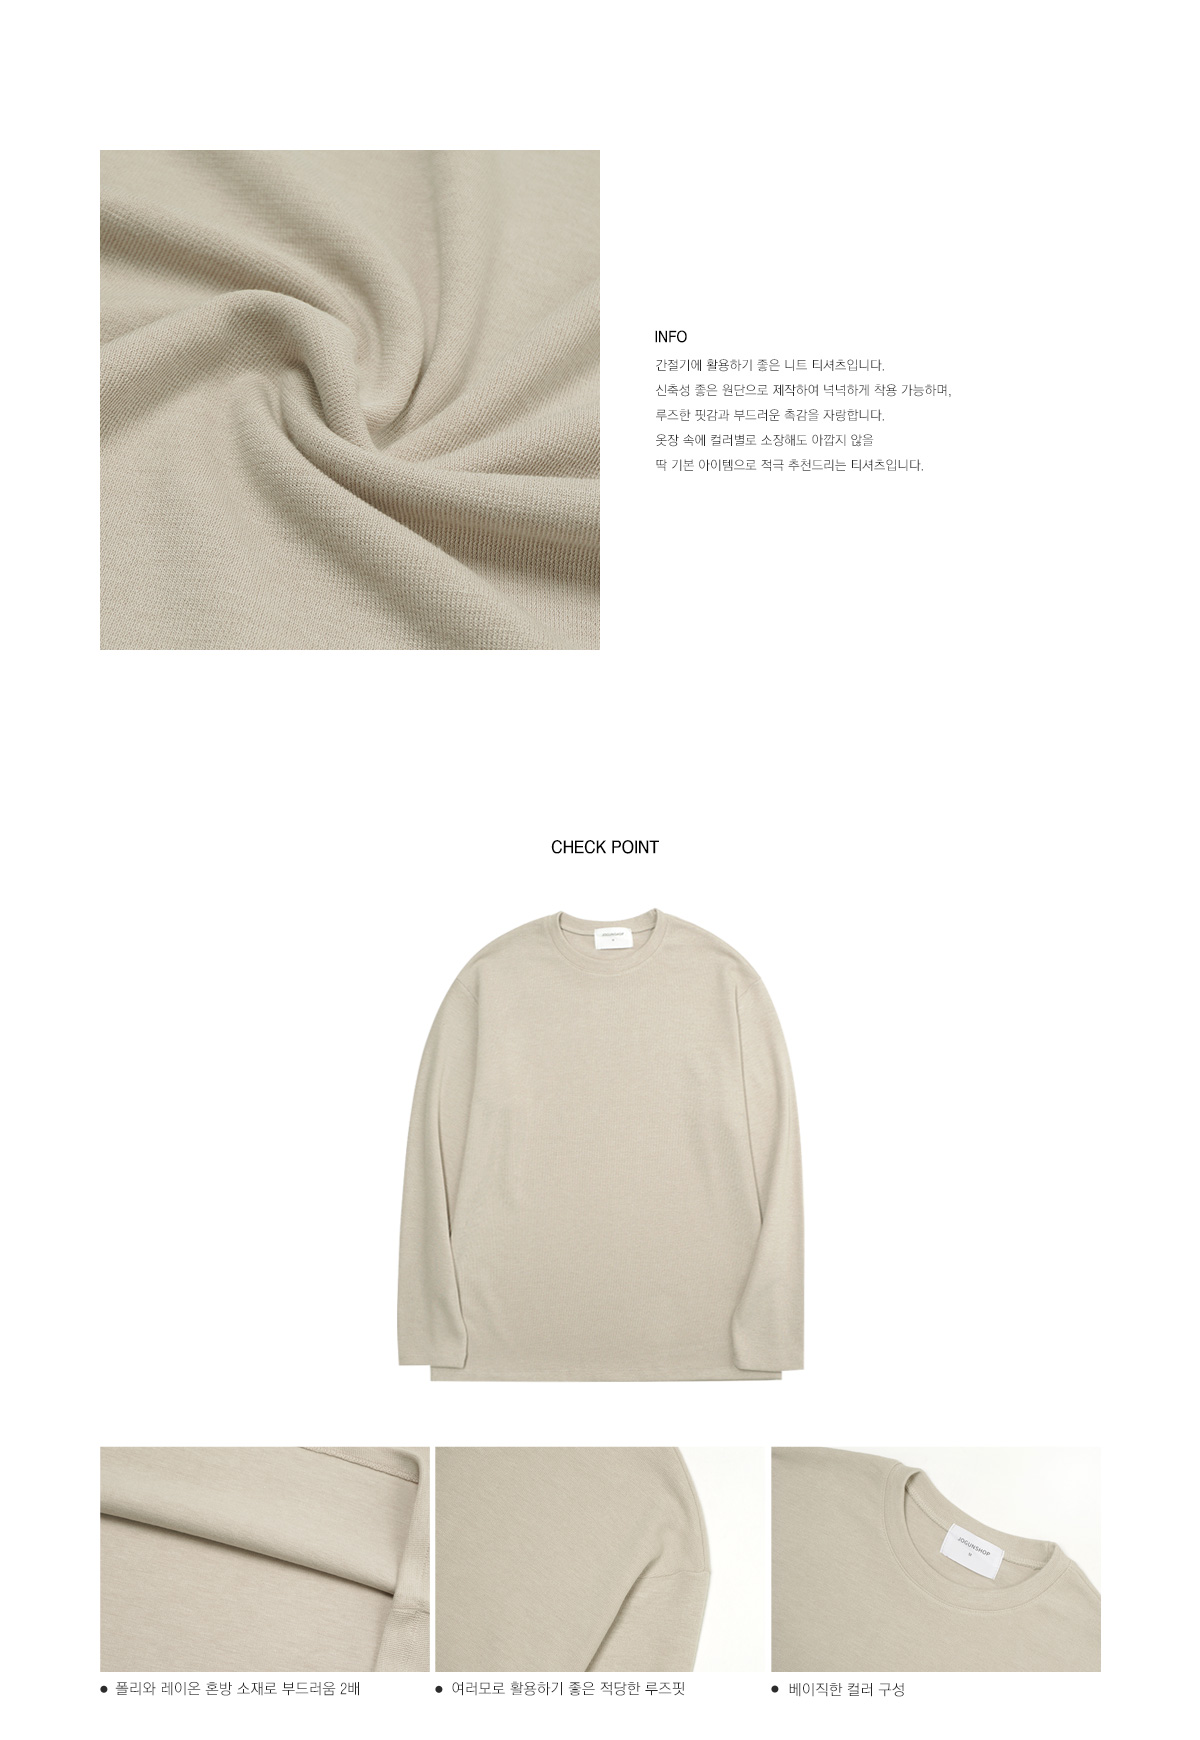 INFO
간절기에 활용하기 좋은 니트 티셔츠입니다.
신축성 좋은 원단으로 제작하여 넉넉하게 착용 가능하며,
루즈한 핏감과 부드러운 촉감을 자랑합니다.
옷장 속에 컬러별로 소장해도 아깝지 않을
딱 기본 아이템으로 적극 추천드리는 티셔츠입니다.
CHECK POINT
JOGUNSHOP
M
JOGUNSHOP
M
● 폴리와 레이온 혼방 소재로 부드러움 2배
● 여러모로 활용하기 좋은 적당한 루즈핏
● 베이직한 컬러 구성